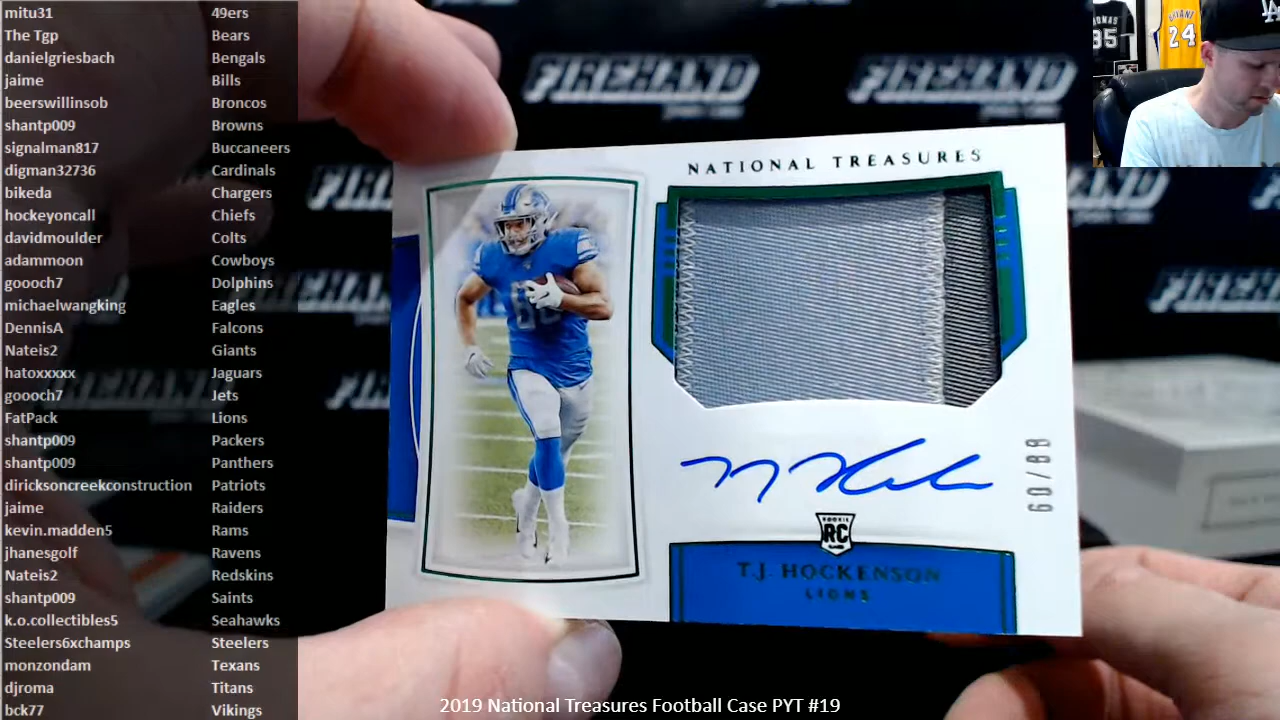 mitu31 49ers
The Tgp Bears
danielgriesbach Bengals
jaime Bills
beerswillinsob Broncos
shantp009 Browns
signalman817 Buccaneers
digman32736 Cardinals
bikeda Chargers
hockeyoncall Chiefs
davidmoulder Colts
adammoon Cowboys
goooch7 Dolphins
michaelwangking Eagles
DennisA Falcons
Nateis2 Giants
hatoxxxxx Jaguars
goooch7 Jets
FatPack Lions
shantp009 Packers
shantp009 Panthers
diricksoncreekconstruction Patriots
jaime Raiders
kevin.madden5 Rams
jhanesgolf Ravens
Nateis2 Redskins
shantp009 Saints
k.o.collectibles5 Seahawks
Steelers6xchamps Steelers
monzondam Texans
djroma Titans
bck77 Vikings
FIREHAND
FIREHAND
24
NATIONAL TREASURES
60/88
ROOKIE
RC
T.J. HOCKENSON
LIONS
2019 National Treasures Football Case PYT #19